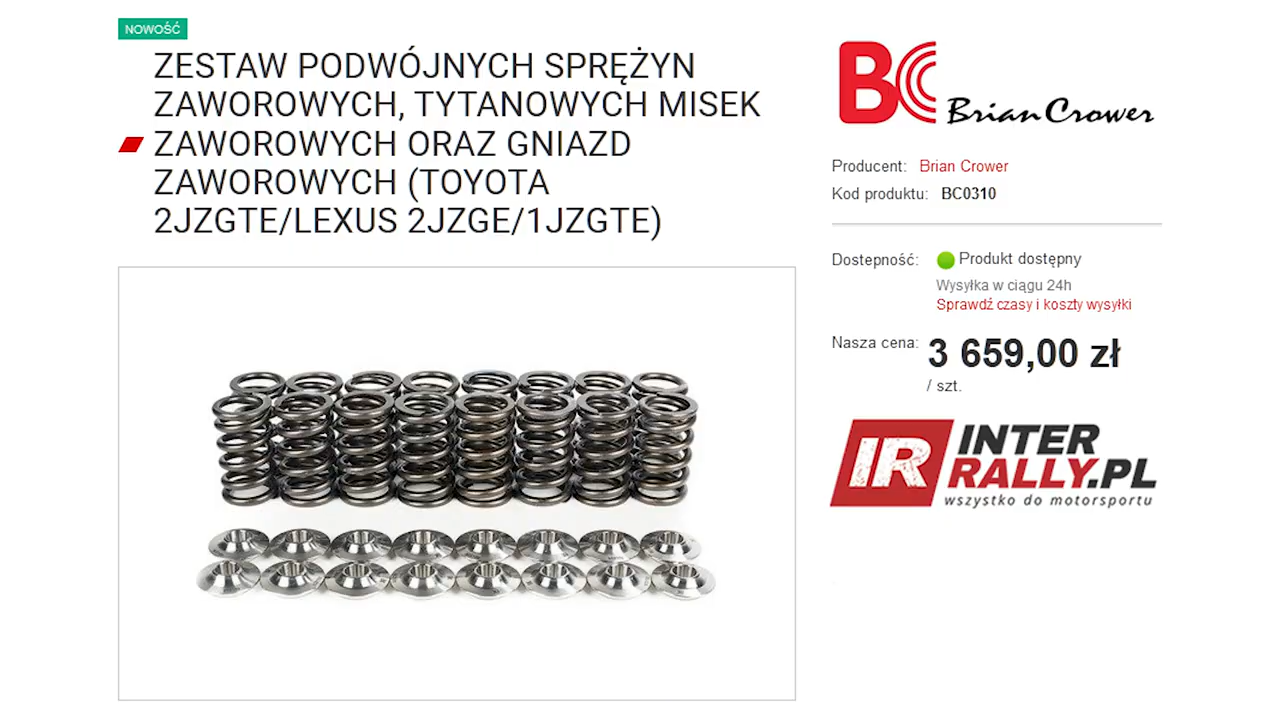 NOWOŚĆ
ZESTAW PODWÓJNYCH SPRĘŻYN
ZAWOROWYCH, TYTANOWYCH MISEK
ZAWOROWYCH ORAZ GNIAZD
ZAWOROWYCH (TOYOTA
2JZGTE/LEXUS 2JZGE/1JZGTE)
BC Brian Crower
Producent: Brian Crower
Kod produktu: BC0310
Dostępność: Produkt dostępny
Wysyłka w ciągu 24h
Sprawdź czasy i koszty wysyłki
Nasza cena: 3 659,00 zł
/ szt.
IR INTER
RALLY.PL
wszystko do motorsportu